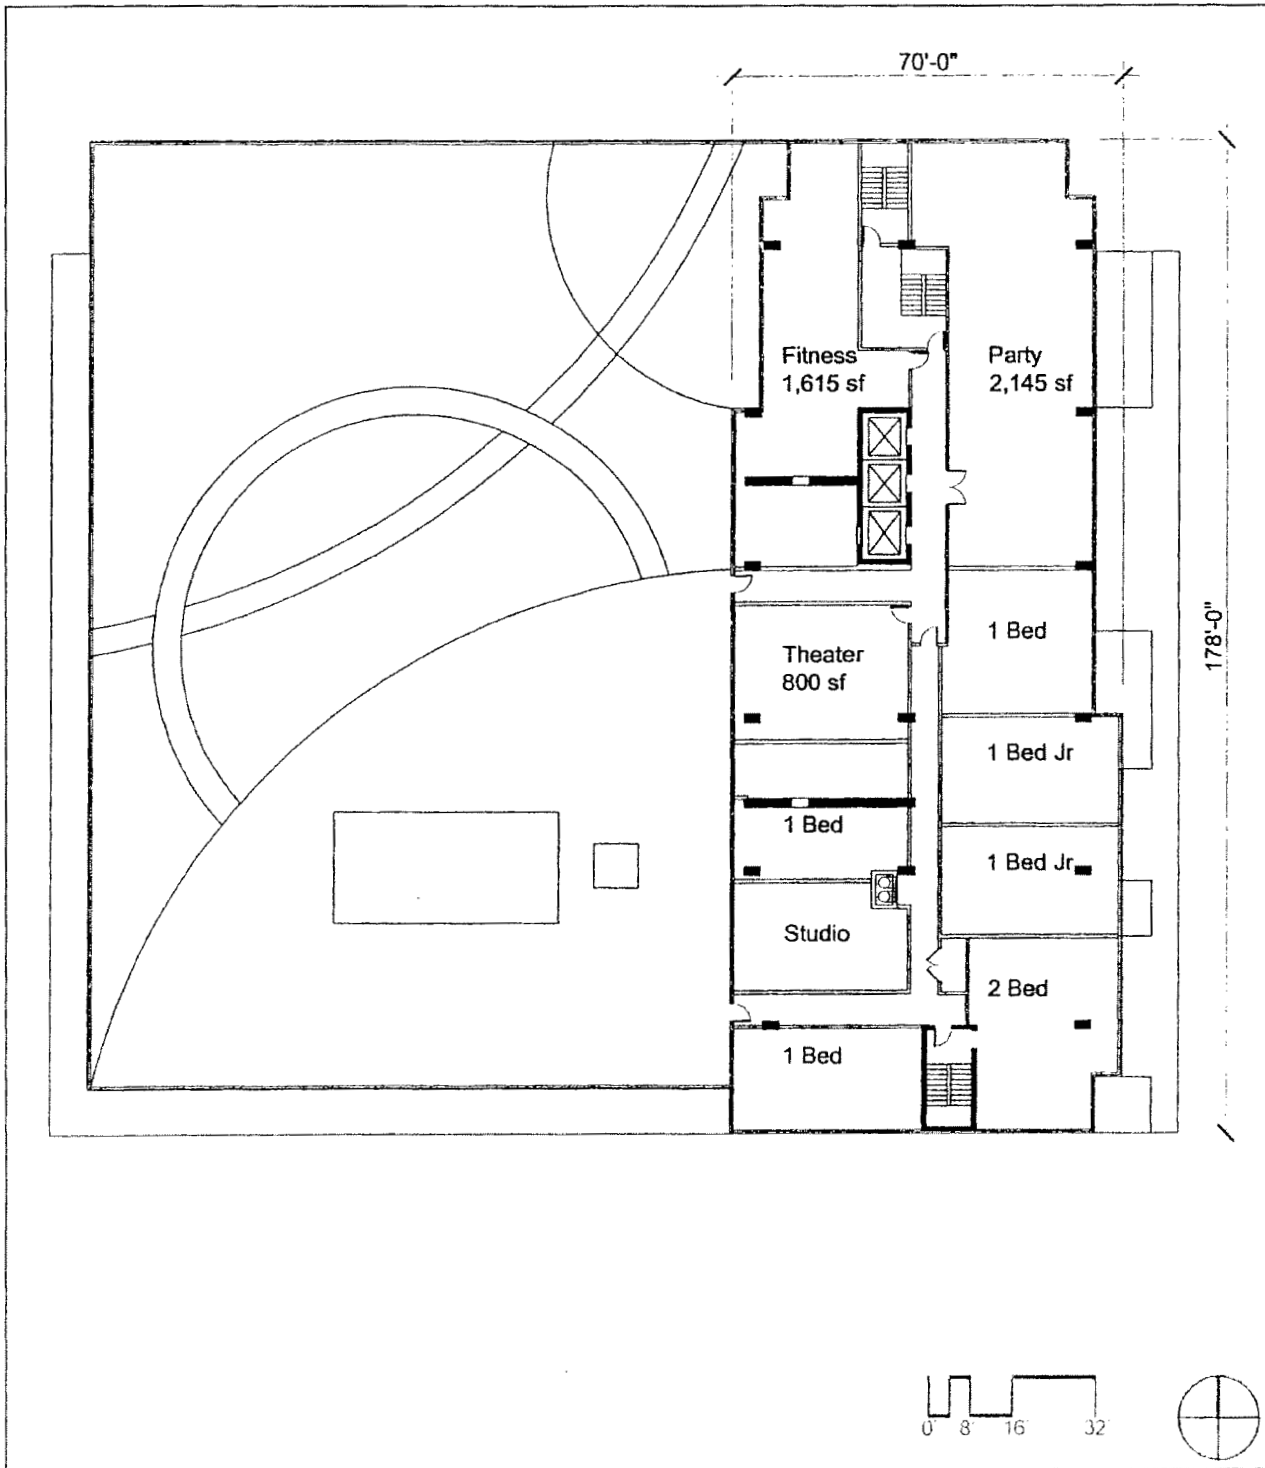 70'-0"
Fitness
1,615 sf
Party
2,145 sf
178'-0"
1 Bed
Theater
800 sf
1 Bed Jr
1 Bed
1 Bed Jr
Studio
2 Bed
1 Bed
0' 8' 16' 32'